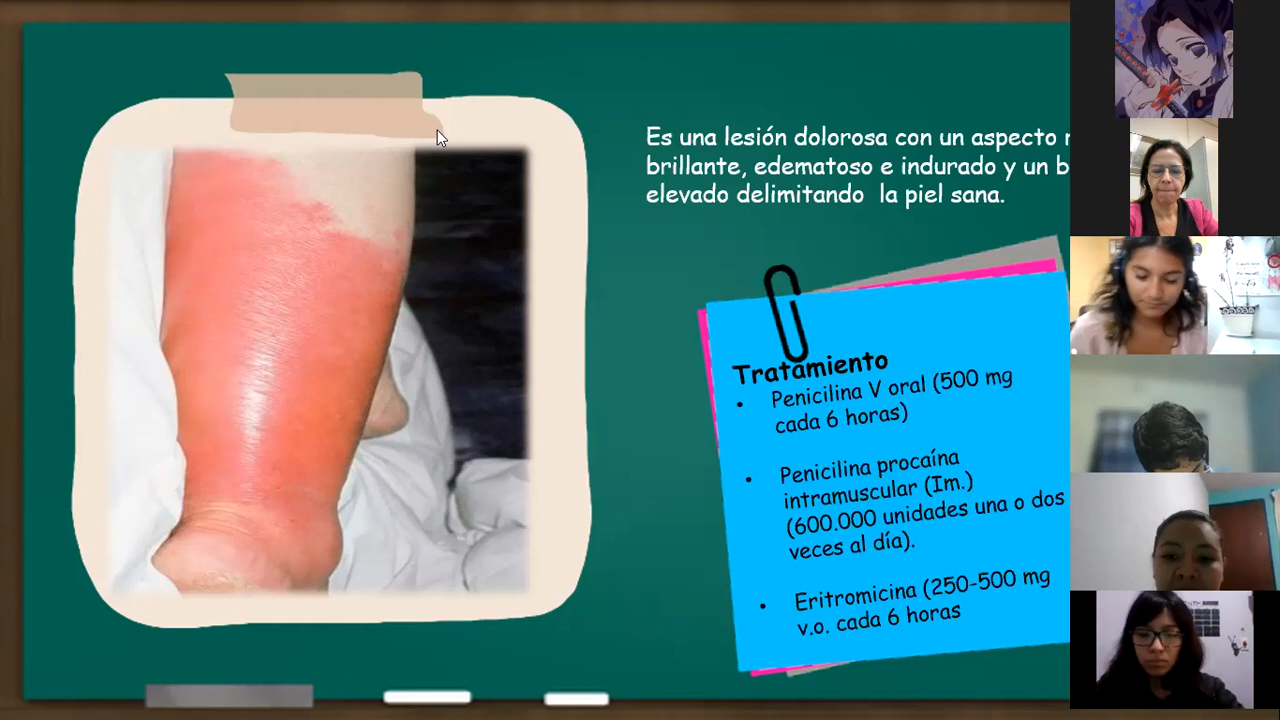 Es una lesión dolorosa con un aspecto
brillante, edematoso e indurado y un
elevado delimitando la piel sana.
Tratamiento
• Penicilina V oral (500 mg
cada 6 horas)
• Penicilina procaína
intramuscular (Im.)
(600.000 unidades una o dos
veces al día).
• Eritromicina (250-500 mg
v.o. cada 6 horas